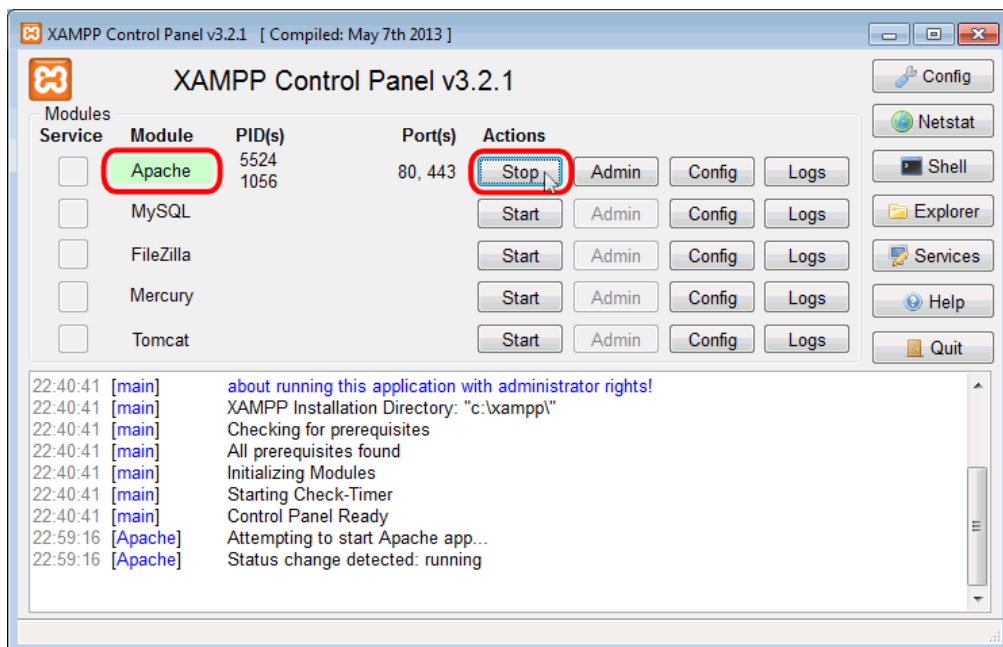 XAMPP Control Panel v3.2.1 [ Compiled: May 7th 2013 ]
XAMPP Control Panel v3.2.1
Config
Modules
Service Module PID(s) Port(s) Actions
Netstat
Apache 5524 80, 443 Stop Admin Config Logs
1056
Shell
MySQL Start Admin Config Logs
Explorer
FileZilla Start Admin Config Logs
Services
Mercury Start Admin Config Logs
Help
Tomcat Start Admin Config Logs
Quit
22:40:41 [main] about running this application with administrator rights!
22:40:41 [main] XAMPP Installation Directory: "c:\xampp\"
22:40:41 [main] Checking for prerequisites
22:40:41 [main] All prerequisites found
22:40:41 [main] Initializing Modules
22:40:41 [main] Starting Check-Timer
22:40:41 [main] Control Panel Ready
22:59:16 [Apache] Attempting to start Apache app...
22:59:16 [Apache] Status change detected: running